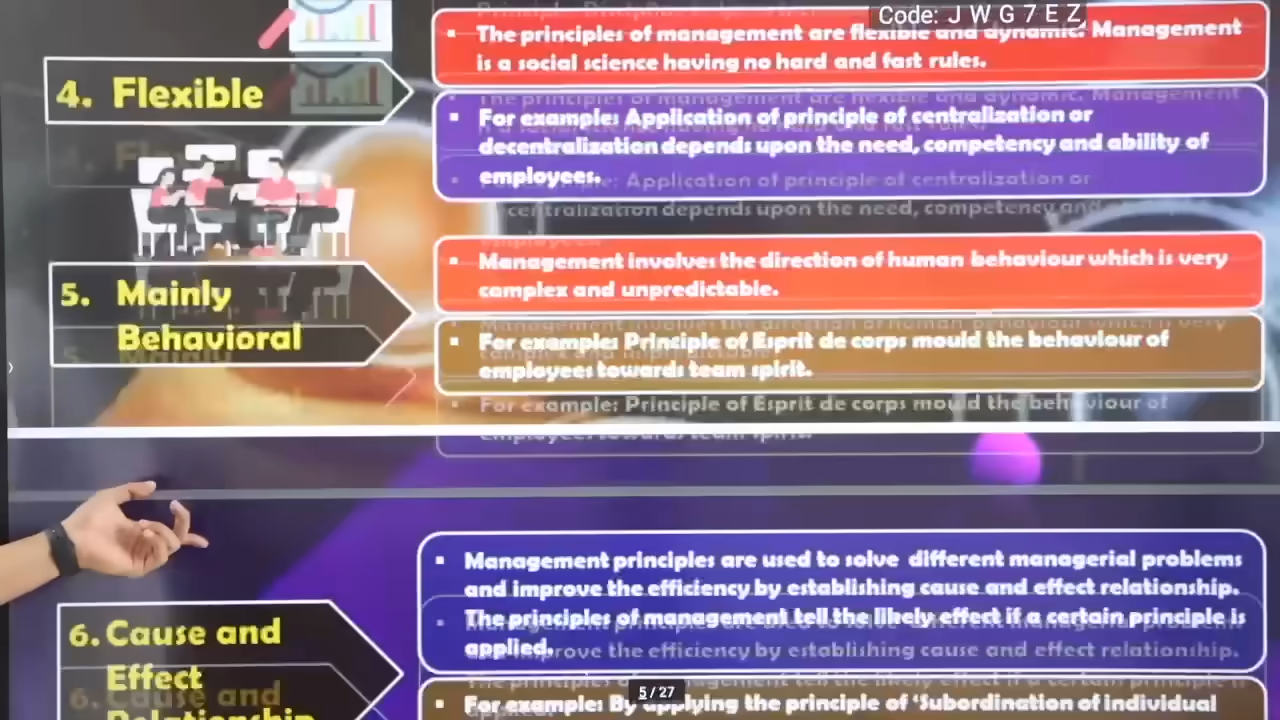 Code: J W G 7 E Z
The principles of management are flexible and dynamic. Management
is a social science having no hard and fast rules.
4. Flexible
For example: Application of principle of centralization or
decentralization depends upon the need, competency and ability of
employees.
Management involves the direction of human behaviour which is very
complex and unpredictable.
5. Mainly
Behavioral
For example: Principle of Esprit de corps mould the behaviour of
employees towards team spirit.
Management principles are used to solve different managerial problems
and improve the efficiency by establishing cause and effect relationship.
The principles of management tell the likely effect if a certain principle is
applied.
6. Cause and
Effect
Relationship
5 / 27
For example: By applying the principle of ‘Subordination of individual